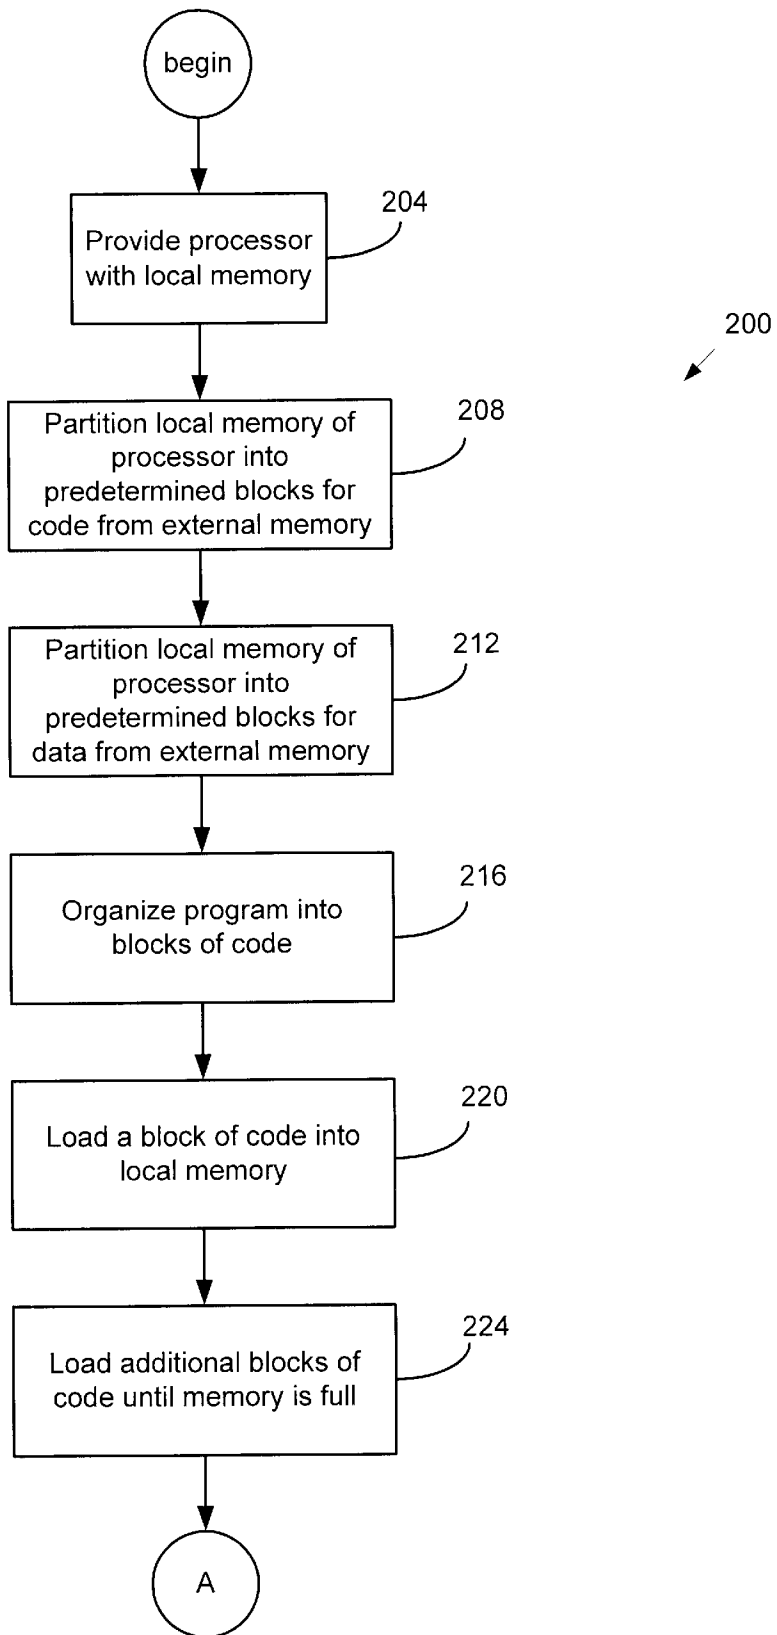 begin
204
Provide processor
with local memory
200
208
Partition local memory of
processor into
predetermined blocks for
code from external memory
212
Partition local memory of
processor into
predetermined blocks for
data from external memory
216
Organize program into
blocks of code
220
Load a block of code into
local memory
224
Load additional blocks of
code until memory is full
A